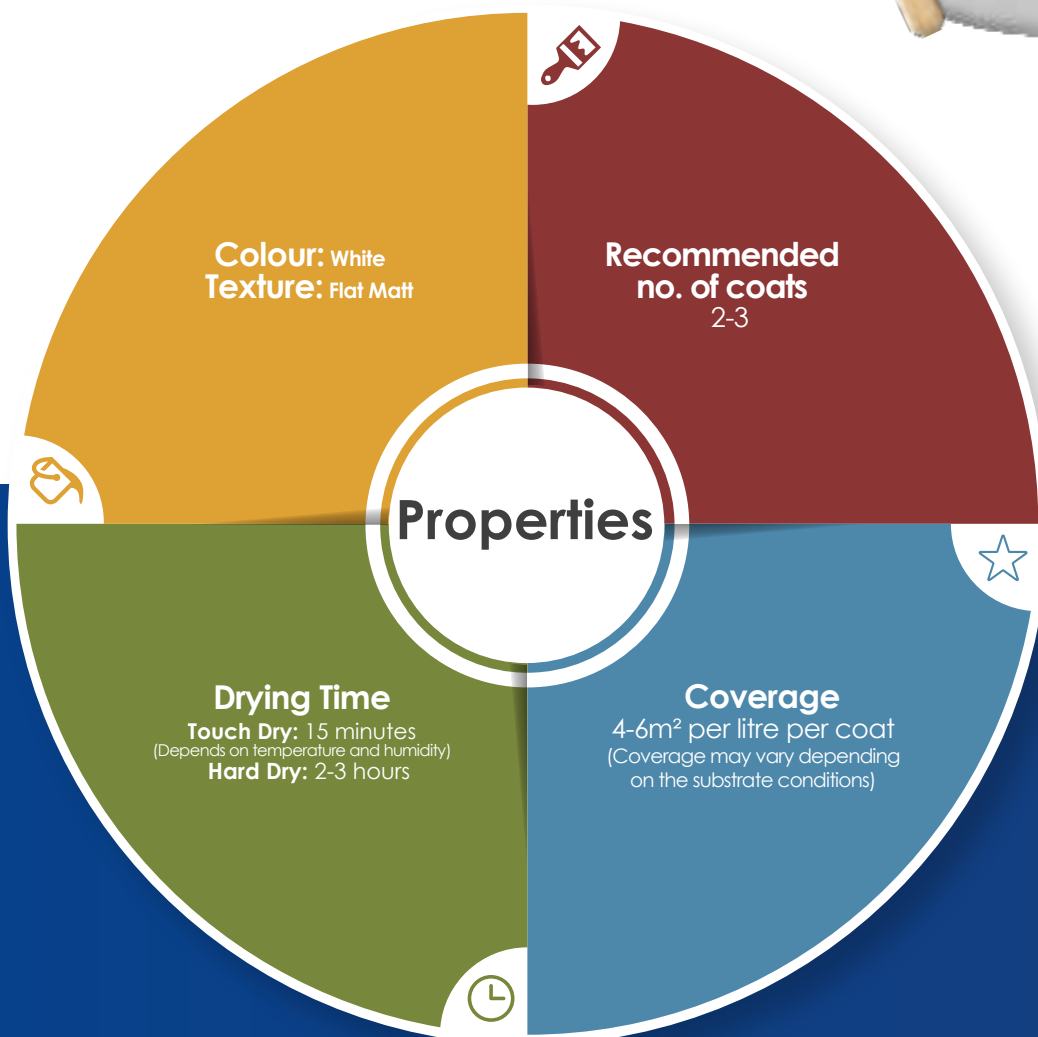 Colour: White
Texture: Flat Matt
Recommended
no. of coats
2-3
Properties
Drying Time
Touch Dry: 15 minutes
(Depends on temperature and humidity)
Hard Dry: 2-3 hours
Coverage
4-6m² per litre per coat
(Coverage may vary depending
on the substrate conditions)